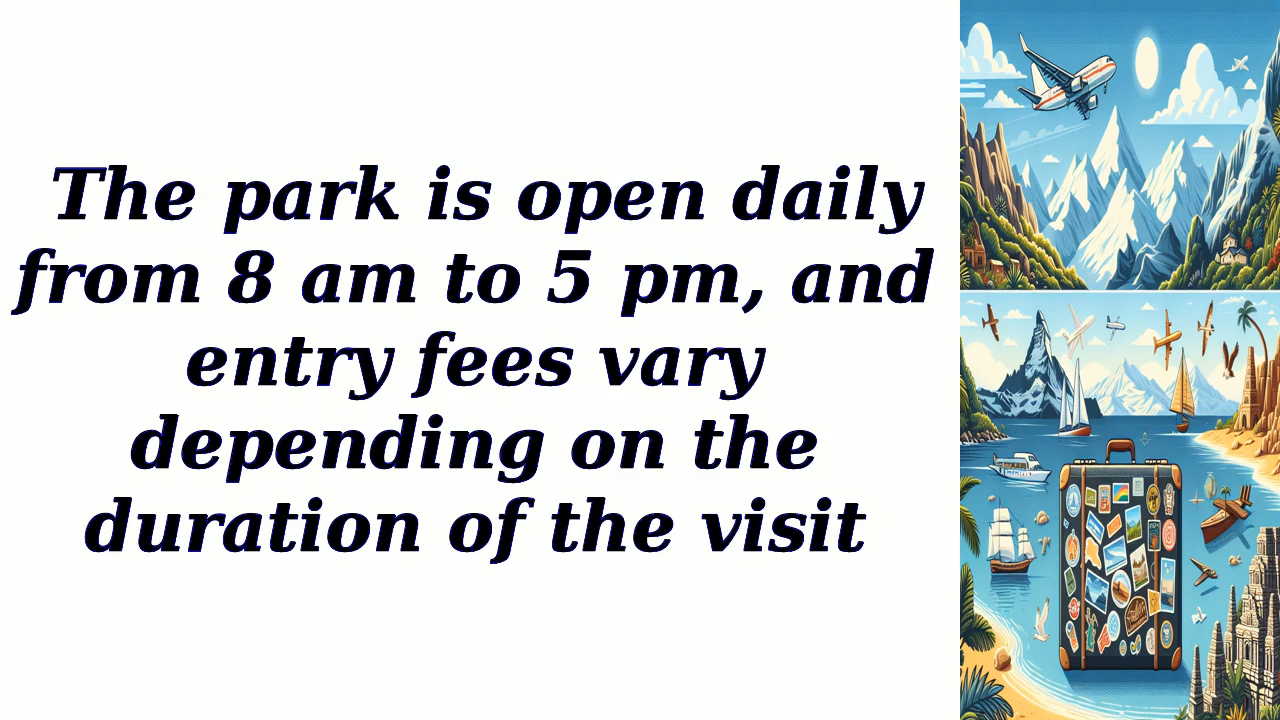 The park is open daily
from 8 am to 5 pm, and
entry fees vary
depending on the
duration of the visit